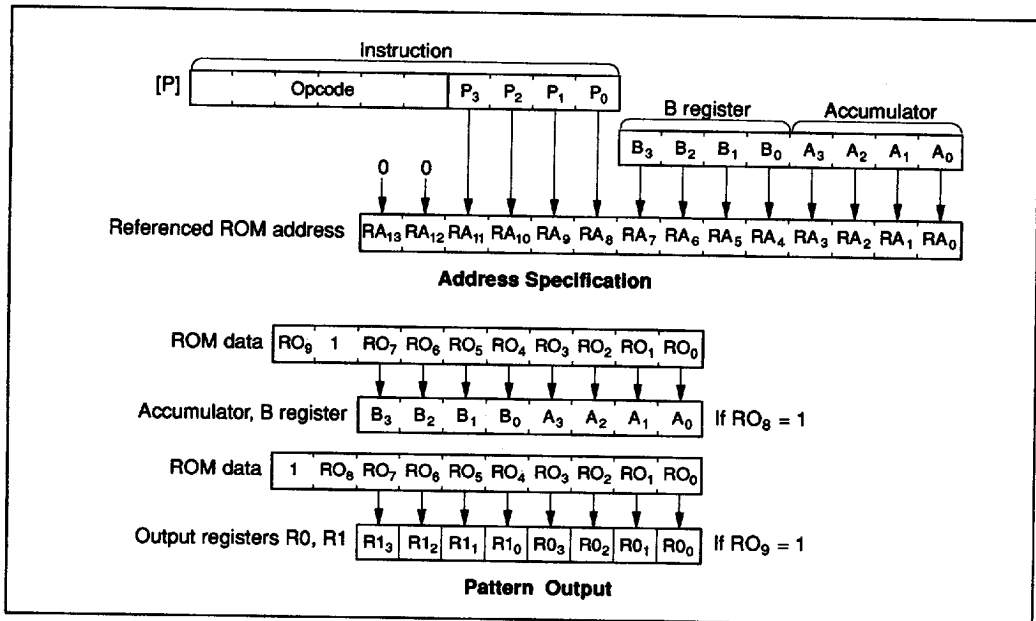 Instruction
[P] Opcode P3 P2 P1 P0
B register Accumulator
B3 B2 B1 B0 A3 A2 A1 A0
0 0
Referenced ROM address RA13 RA12 RA11 RA10 RA9 RA8 RA7 RA6 RA5 RA4 RA3 RA2 RA1 RA0
Address Specification
ROM data RO9 1 RO7 RO6 RO5 RO4 RO3 RO2 RO1 RO0
Accumulator, B register B3 B2 B1 B0 A3 A2 A1 A0 If RO8 = 1
ROM data 1 RO8 RO7 RO6 RO5 RO4 RO3 RO2 RO1 RO0
Output registers R0, R1 R13 R12 R11 R10 R03 R02 R01 R00 If RO9 = 1
Pattern Output